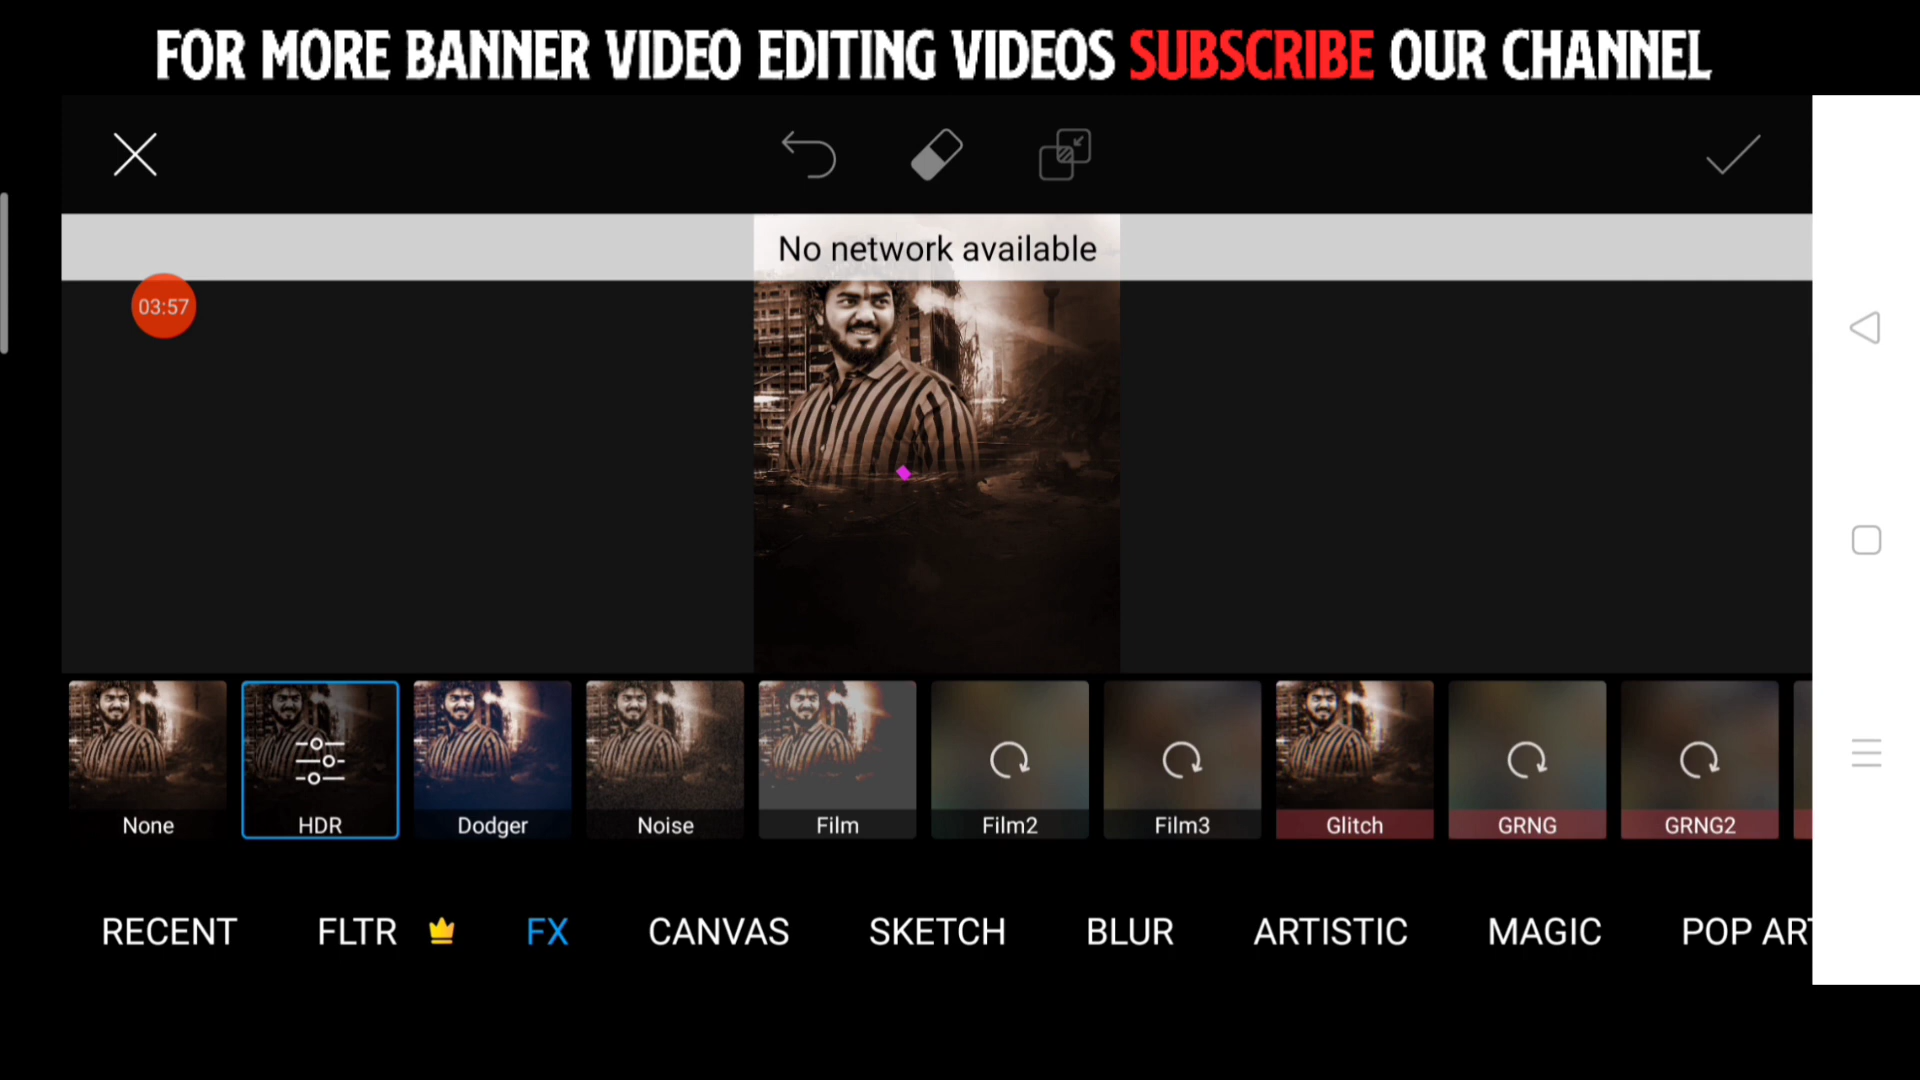 FOR MORE BANNER VIDEO EDITING VIDEOS SUBSCRIBE OUR CHANNEL
No network available
03:57
None HDR Dodger Noise Film Film2 Film3 Glitch GRNG GRNG2
RECENT FLTR FX CANVAS SKETCH BLUR ARTISTIC MAGIC POP ART